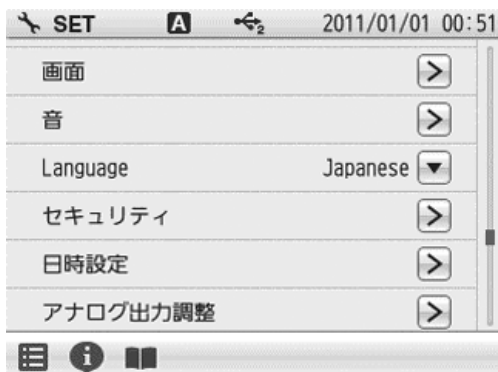 SET A 2 2011/01/01 00:51
画面
音
Language Japanese
セキュリティ
日時設定
アナログ出力調整